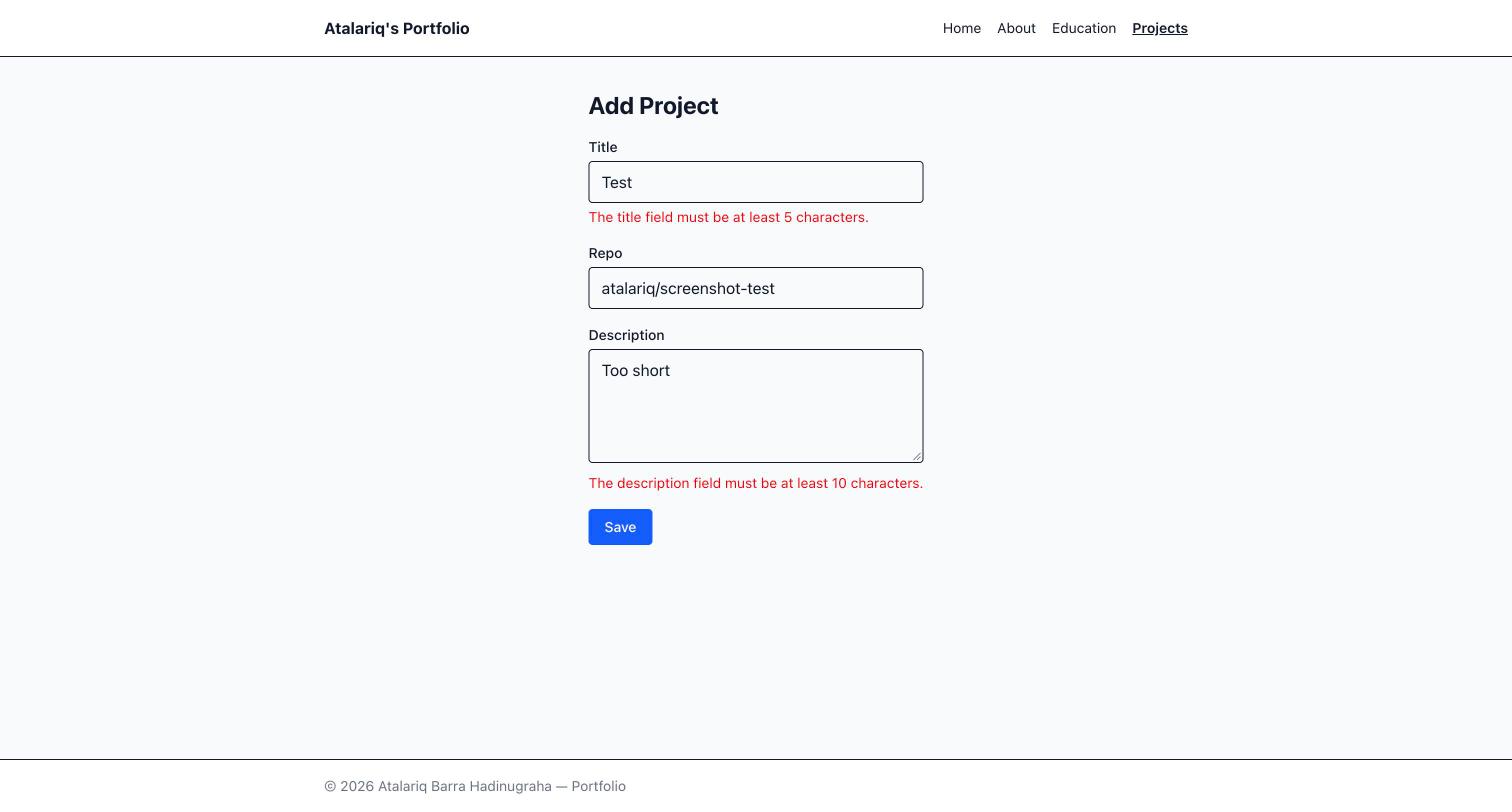 Atalariq's Portfolio
Home About Education Projects
Add Project
Title
Test
The title field must be at least 5 characters.
Repo
atalariq/screenshot-test
Description
Too short
The description field must be at least 10 characters.
Save
© 2026 Atalariq Barra Hadinugraha — Portfolio